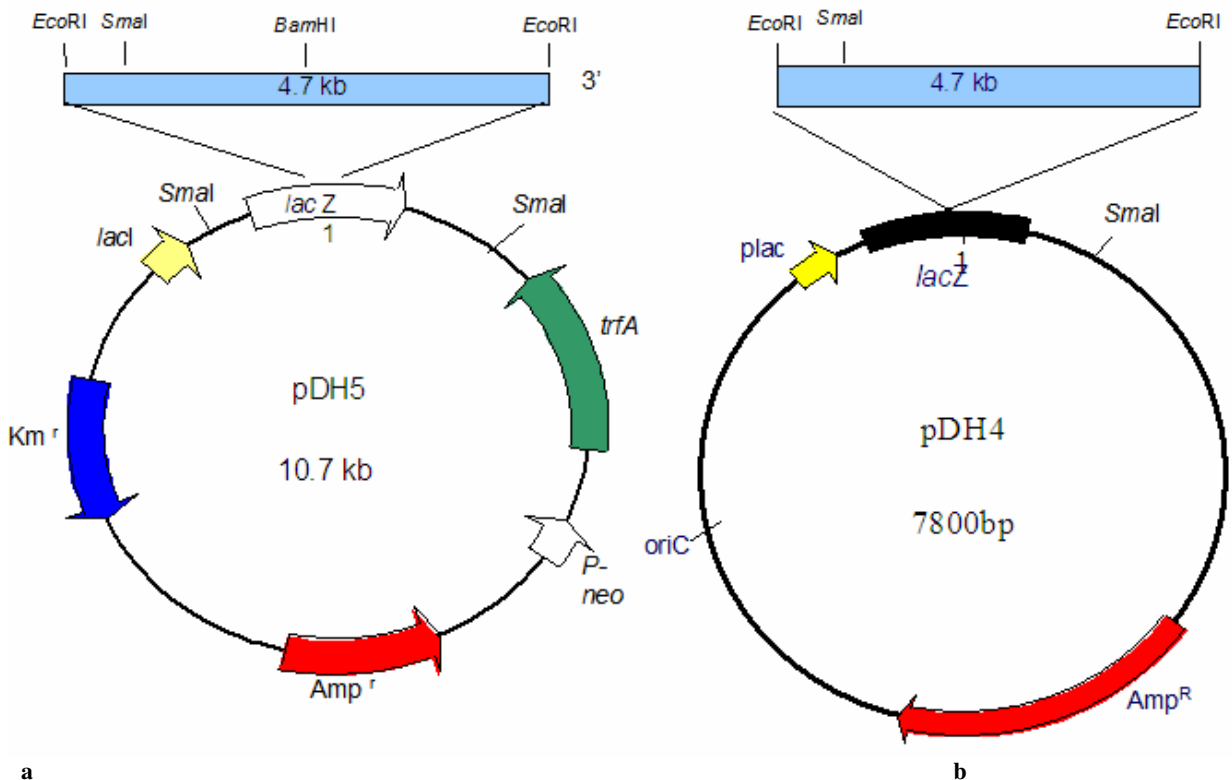 EcoRI SmaI BamHI EcoRI
4.7 kb
3'
SmaI
lac Z
1
SmaI
lacI
trfA
pDH5
Km r
10.7 kb
P-
neo
Amp r
a
EcoRI SmaI EcoRI
4.7 kb
SmaI
plac
1
lacZ
pDH4
7800bp
oriC
AmpR
b